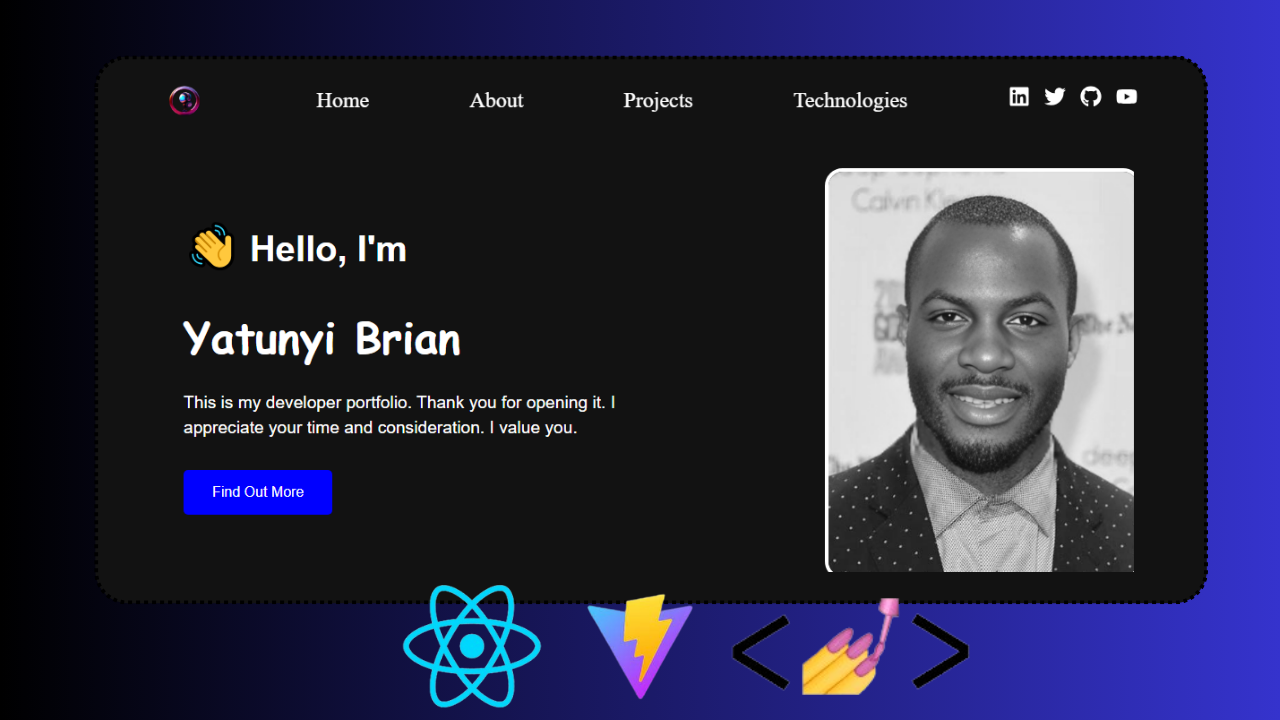 Home About Projects Technologies
Calvin Kle
👋 Hello, I'm
Yatunyi Brian
This is my developer portfolio. Thank you for opening it. I
appreciate your time and consideration. I value you.
Find Out More